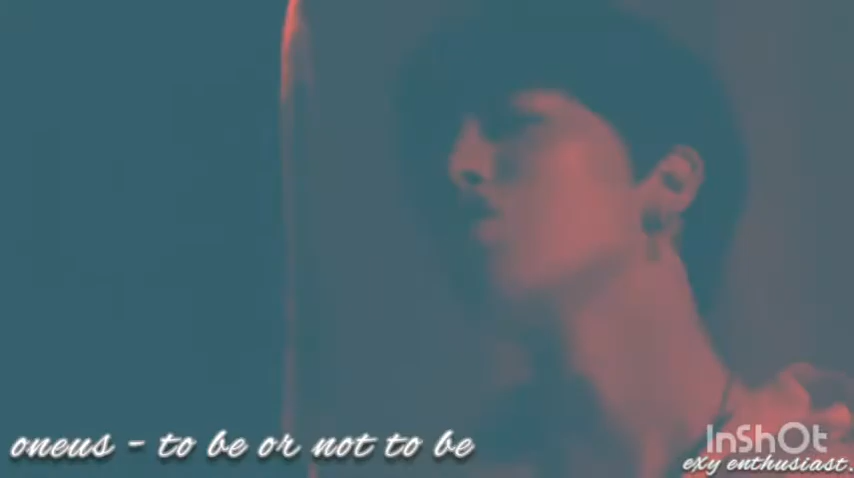 oneus - to be or not to be
InShOt
exy enthusiast.